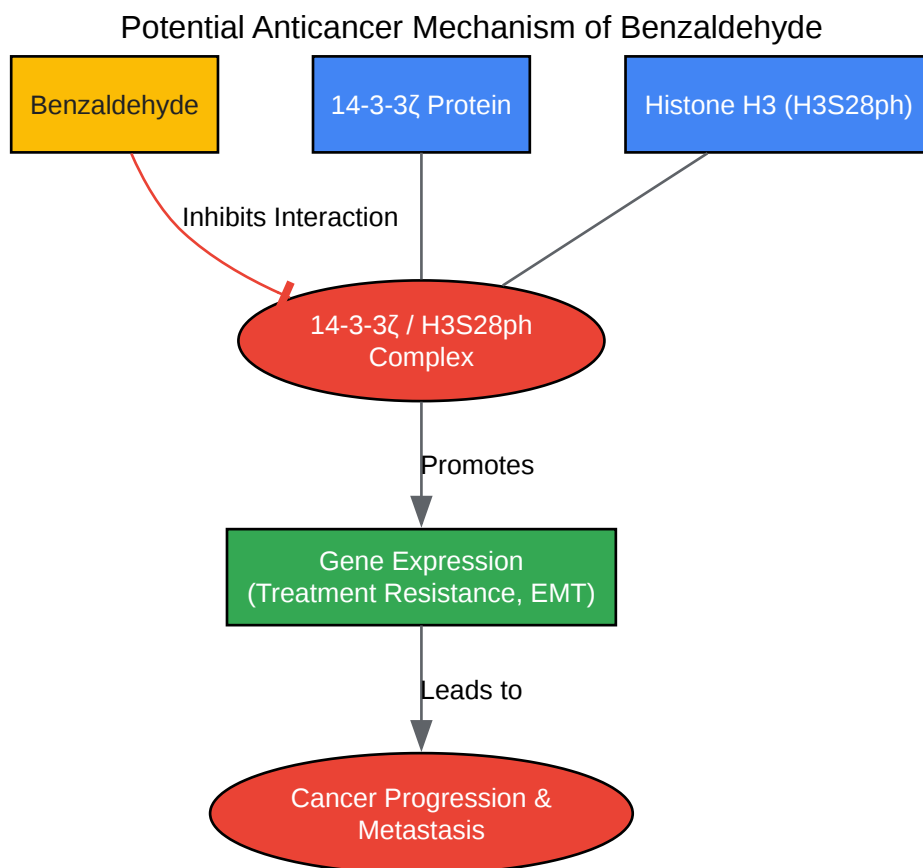 Potential Anticancer Mechanism of Benzaldehyde
Benzaldehyde
14-3-3ζ Protein
Histone H3 (H3S28ph)
Inhibits Interaction
14-3-3ζ / H3S28ph
Complex
Promotes
Gene Expression
(Treatment Resistance, EMT)
Leads to
Cancer Progression &
Metastasis